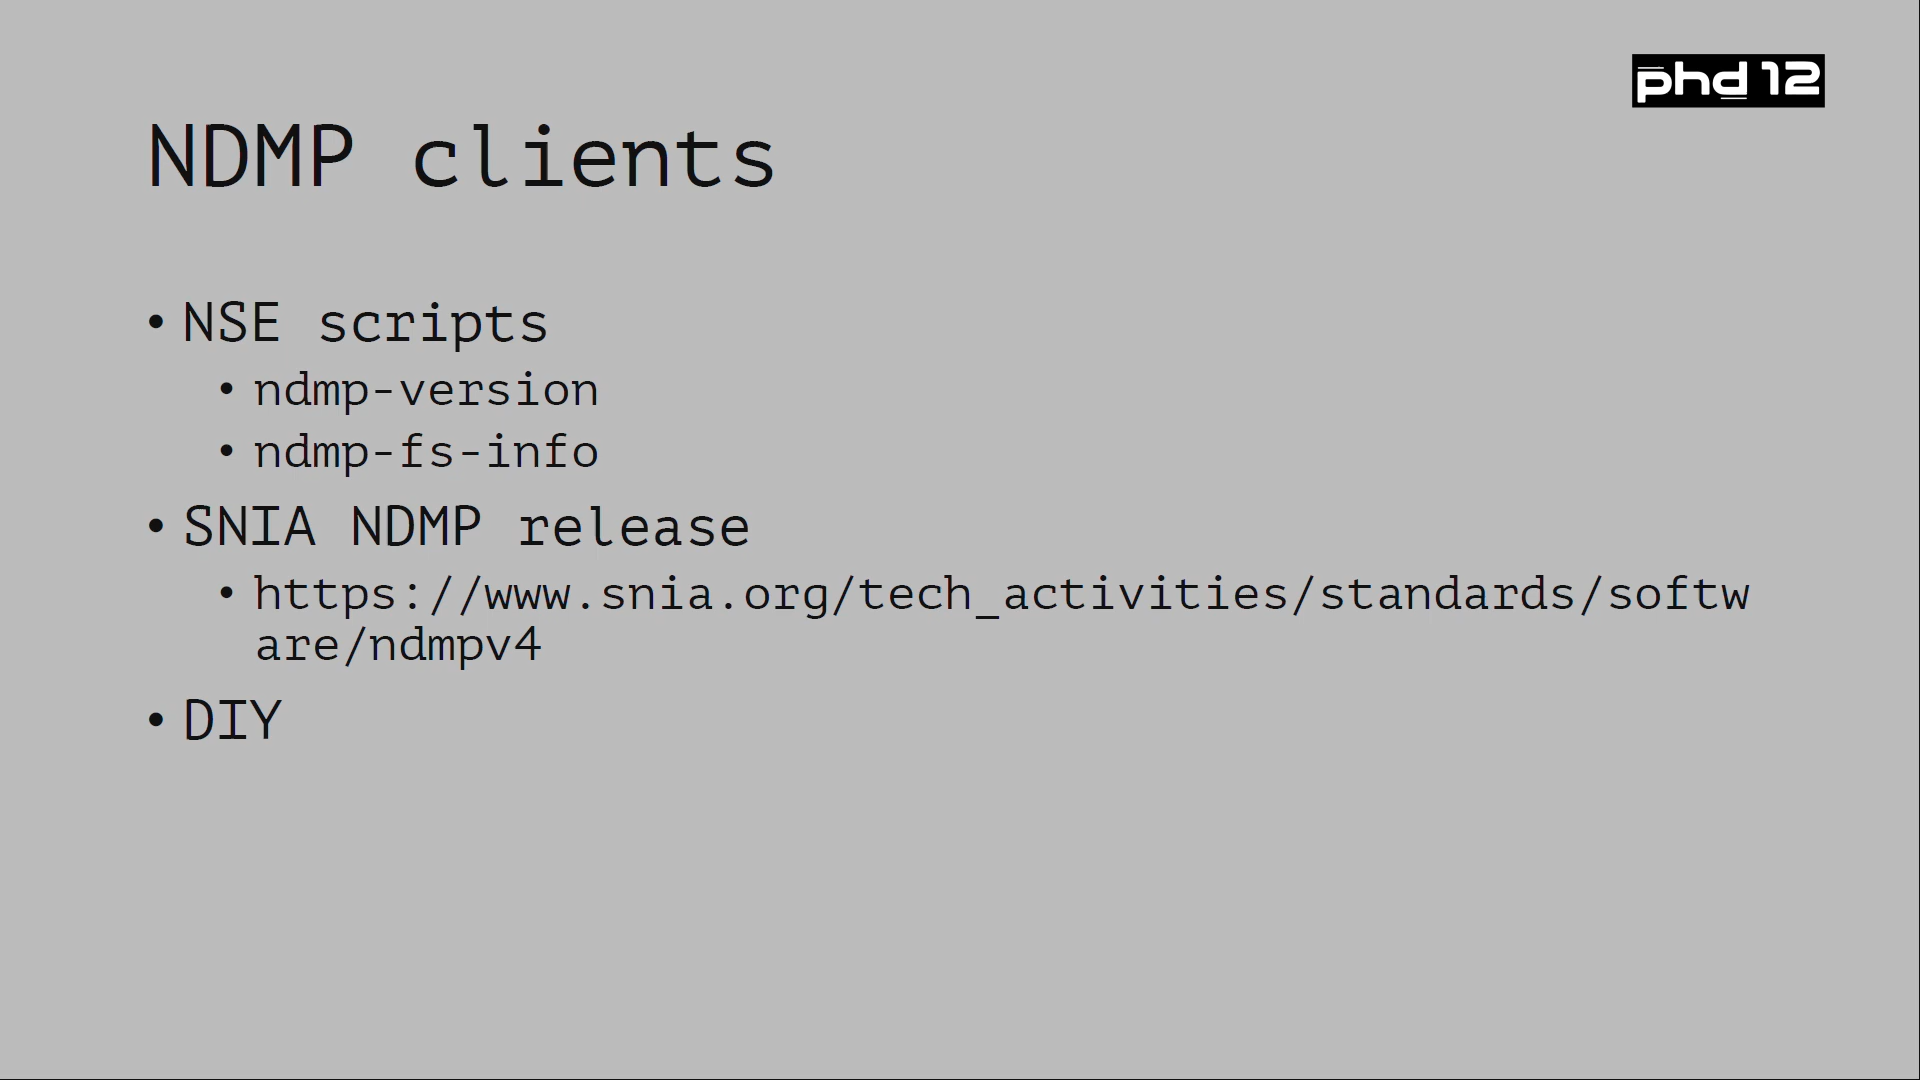 phd 12
NDMP clients
• NSE scripts
• ndmp-version
• ndmp-fs-info
• SNIA NDMP release
• https://www.snia.org/tech_activities/standards/softw
are/ndmpv4
• DIY